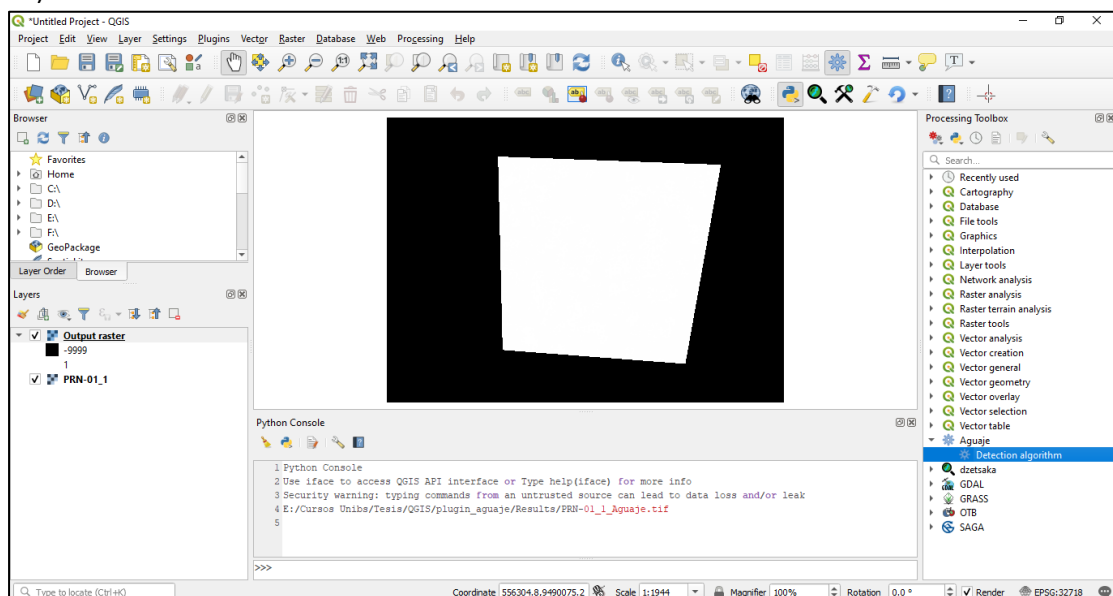 *Untitled Project - QGIS
Project Edit View Layer Settings Plugins Vector Raster Database Web Processing Help
Browser
Favorites
Home
C:\
D:\
E:\
F:\
GeoPackage
Layer Order Browser
Layers
Output raster
-9999
1
PRN-01_1
Python Console
1 Python Console
2 Use iface to access QGIS API interface or Type help(iface) for more info
3 Security warning: typing commands from an untrusted source can lead to data loss and/or leak
4 E:/Cursos Unibs/Tesis/QGIS/plugin_aguaje/Results/PRN-01_1_Aguaje.tif
5
>>>
Processing Toolbox
Search...
Recently used
Cartography
Database
File tools
Graphics
Interpolation
Layer tools
Network analysis
Raster analysis
Raster terrain analysis
Raster tools
Vector analysis
Vector creation
Vector general
Vector geometry
Vector overlay
Vector selection
Vector table
Aguaje
Detection algorithm
dzetsaka
GDAL
GRASS
OTB
SAGA
Type to locate (Ctrl+K) Coordinate 556304.8,9490075.2 Scale 1:1944 Magnifier 100% Rotation 0.0 ° Render EPSG:32718